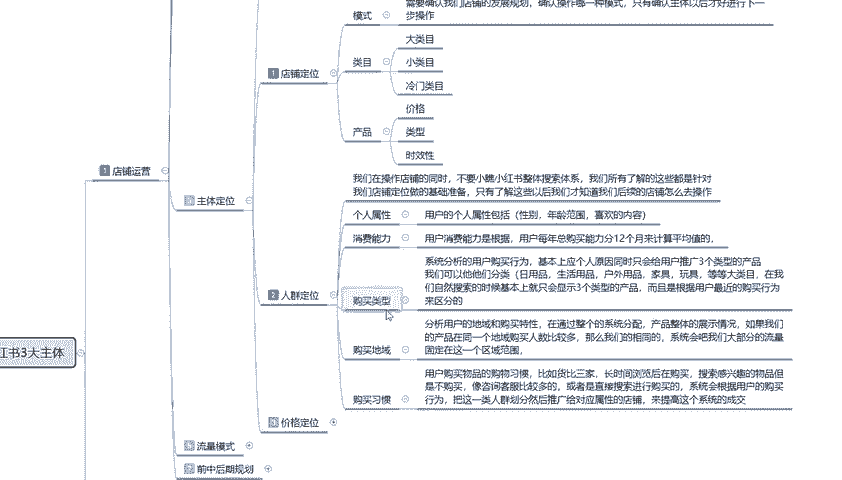 需要确认我们店铺的发展规划，确认操作哪一种模式，只有确认主体以后才好进行下一
步操作
模式
大类目
类目
小类目
冷门类目
1 店铺定位
价格
产品
类型
时效性
1 店铺运营
主体定位
我们在操作店铺的同时，不要小瞧小红书整体搜索体系，我们所有了解的这些都是针对
我们店铺定位做的基础准备，只有了解这些以后我们才知道我们后续的店铺怎么去操作
个人属性
用户的个人属性包括（性别，年龄范围，喜欢的内容）
消费能力
用户消费能力是根据，用户每年总购买能力分12个月来计算平均值的，
2 人群定位
购买类型
系统分析的用户购买行为，基本上应个人原因同时只会给用户推广3个类型的产品
我们可以他他们分类（日用品，生活用品，户外用品，家具，玩具，等等大类目，在我
们自然搜索的时候基本上就只会显示3个类型的产品，而且是根据用户最近的购买行为
来区分的
购买地域
分析用户的地域和购买特性，在通过整个的系统分配，产品整体的展示情况，如果我们
的产品在同一个地域购买人数比较多，那么我们的相同的，系统会吧我们大部分的流量
固定在这一个区域范围，
购买习惯
用户购买物品的购物习惯，比如货比三家，长时间浏览后在购买，搜索感兴趣的物品但
是不购买，像咨询客服比较多的，或者是直接搜索进行购买的，系统会根据用户的购买
行为，把这一类人群划分然后推广给对应属性的店铺，来提高这个系统的成交
红书3大主体
价格定位
流量模式
前中后期规划